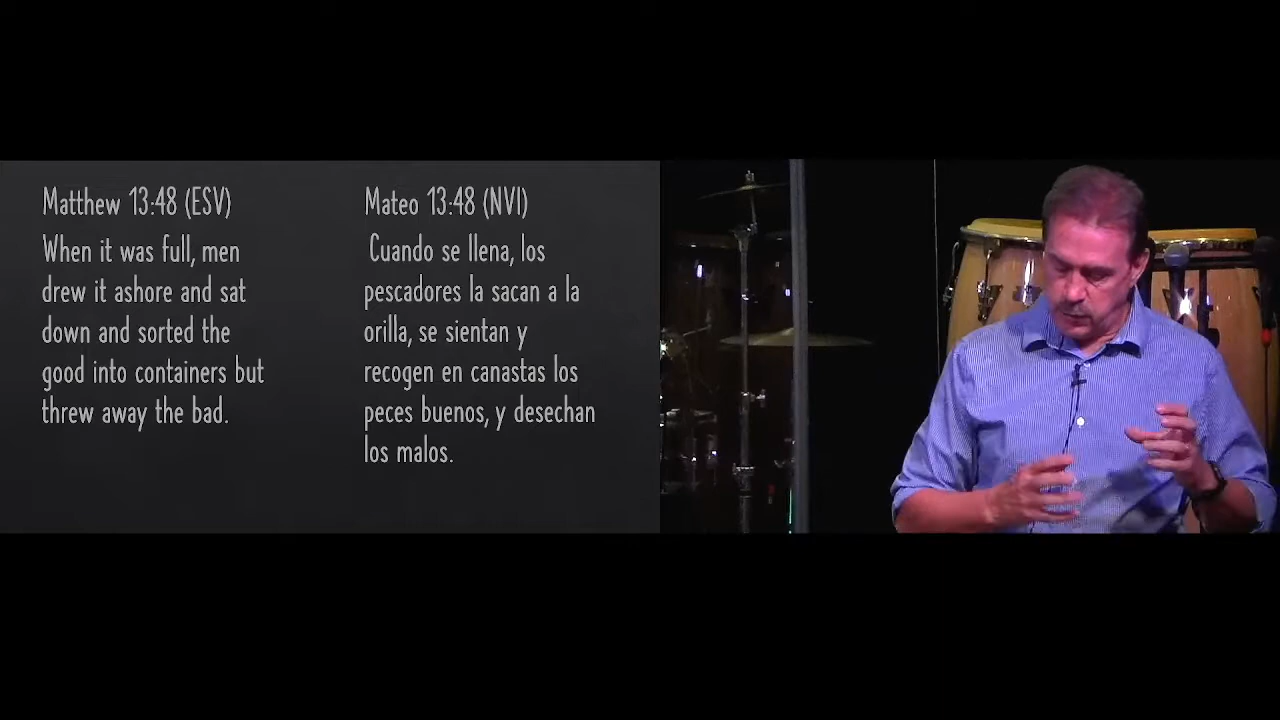 Matthew 13:48 (ESV)
When it was full, men
drew it ashore and sat
down and sorted the
good into containers but
threw away the bad.
Mateo 13:48 (NVI)
Cuando se llena, los
pescadores la sacan a la
orilla, se sientan y
recogen en canastas los
peces buenos, y desechan
los malos.